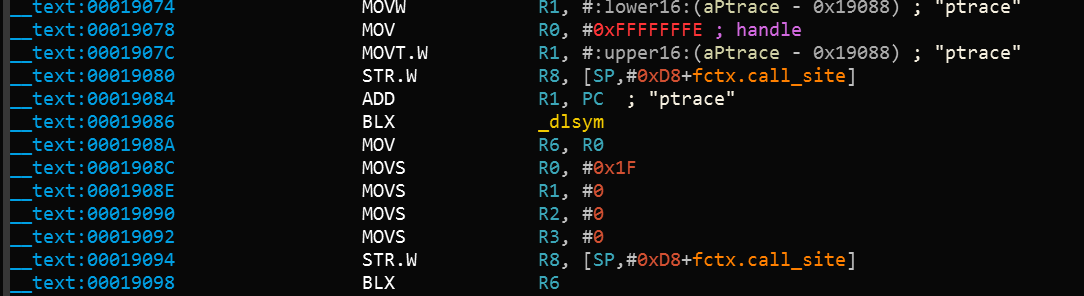 __text:00019074 MOVW R1, #:lower16:(aPtrace - 0x19088) ; "ptrace"
__text:00019078 MOV R0, #0xFFFFFFFE ; handle
__text:0001907C MOVT.W R1, #:upper16:(aPtrace - 0x19088) ; "ptrace"
__text:00019080 STR.W R8, [SP,#0xD8+fctx.call_site]
__text:00019084 ADD R1, PC ; "ptrace"
__text:00019086 BLX _dlsym
__text:0001908A MOV R6, R0
__text:0001908C MOVS R0, #0x1F
__text:0001908E MOVS R1, #0
__text:00019090 MOVS R2, #0
__text:00019092 MOVS R3, #0
__text:00019094 STR.W R8, [SP,#0xD8+fctx.call_site]
__text:00019098 BLX R6